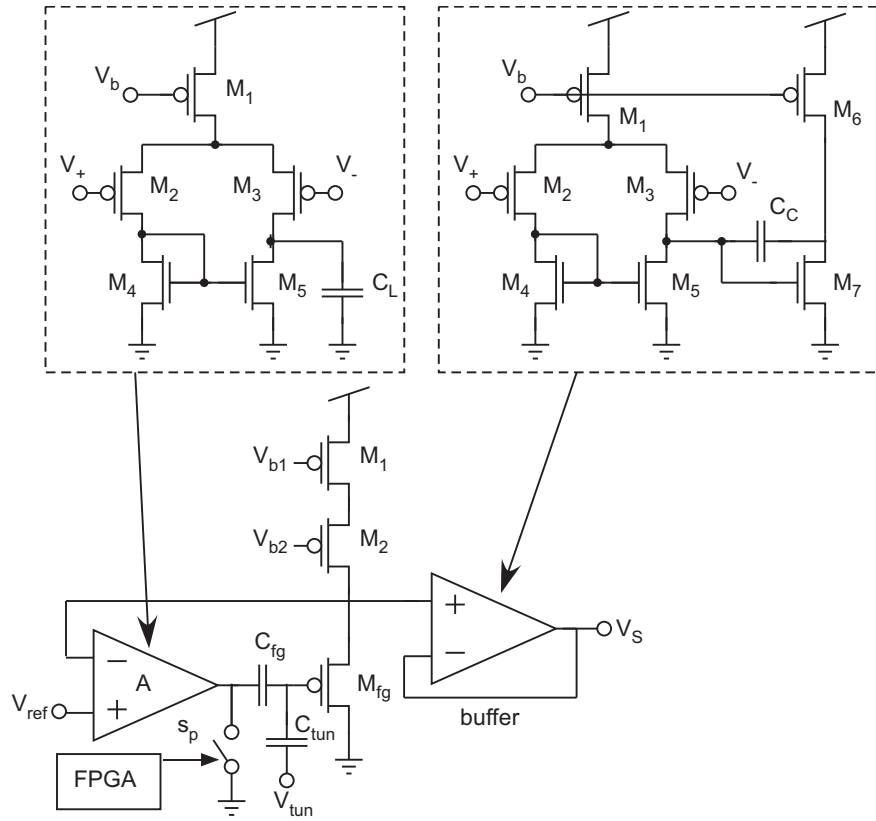 V_b
M_1
V_+
M_2
M_3
V_-
M_4
M_5
C_L
V_b
M_1
M_6
V_+
M_2
M_3
V_-
C_C
M_4
M_5
M_7
V_b1
M_1
V_b2
M_2
+
−
V_S
buffer
−
A
+
V_ref
C_fg
M_fg
s_p
C_tun
FPGA
V_tun